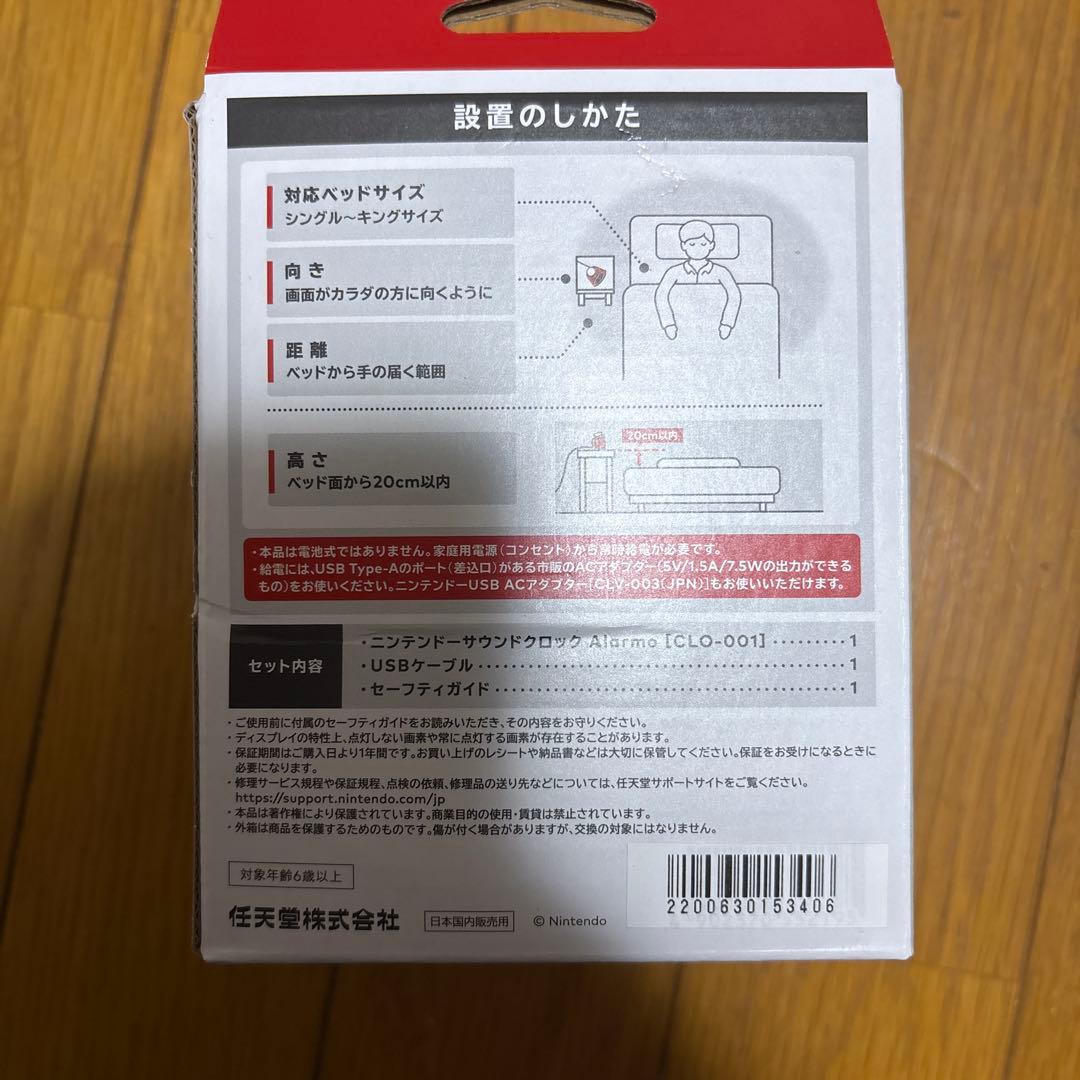 設置のしかた
対応ベッドサイズ
シングル〜キングサイズ
向き
画面がカラダの方に向くように
距離
ベッドから手の届く範囲
高さ
ベッド面から20cm以内
20cm以内
・本品は電池式ではありません。家庭用電源(コンセント)から常時給電が必要です。
・給電には、USB Type-Aのポート(差込口)がある市販のACアダプター(5V/1.5A/7.5Wの出力ができる
もの)をお使いください。ニンテンドーUSB ACアダプター[CLV-003(JPN)]もお使いいただけます。
セット内容
・ニンテンドーサウンドクロック Alarmo [CLO-001] ・・・・・・・・・1
・USBケーブル・・・・・・・・・・・・・・・・・・・・・・・・・・・・・・・・・・・1
・セーフティガイド・・・・・・・・・・・・・・・・・・・・・・・・・・・・・・・・・1
・ご使用前に付属のセーフティガイドをお読みいただき、その内容をお守りください。
・ディスプレイの特性上、点灯しない画素や常に点灯する画素が存在することがあります。
・保証期間はご購入日より1年間です。お買い上げのレシートや納品書などは大切に保管してください。保証をお受けになるときに
必要になります。
・修理サービス規程や保証規程、点検の依頼、修理品の送り先などについては、任天堂サポートサイトをご覧ください。
https://support.nintendo.com/jp
・本品は著作権により保護されています。商業目的の使用・賃貸は禁止されています。
・外箱は商品を保護するためのものです。傷が付く場合がありますが、交換の対象にはなりません。
対象年齢6歳以上
任天堂株式会社
日本国内販売用
© Nintendo
2200630153406